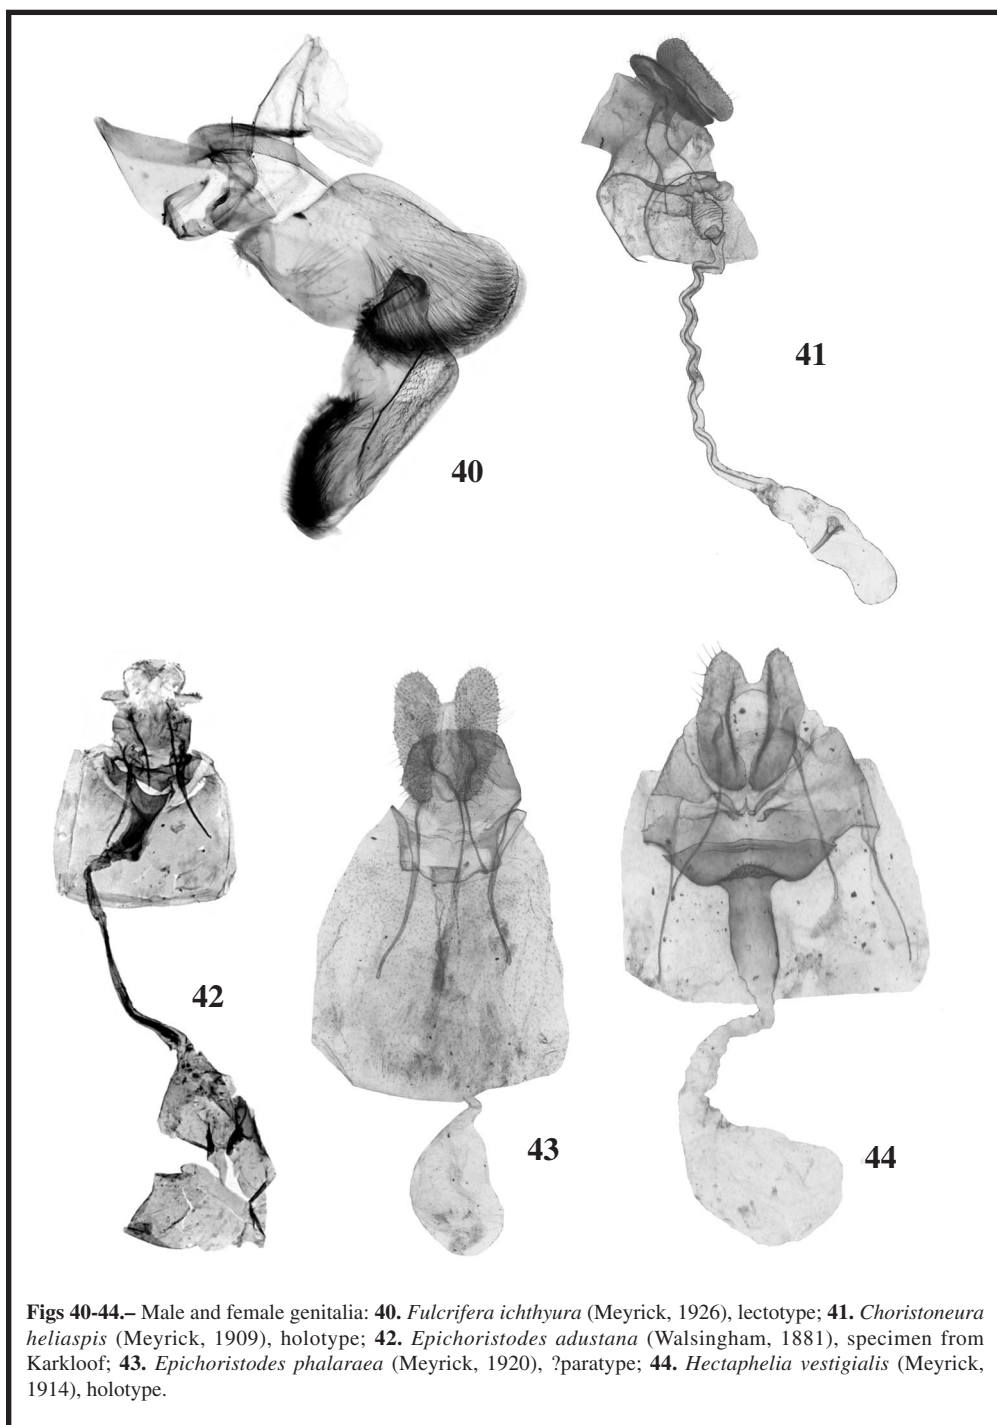 40
41
42
43
44
Figs 40-44.– Male and female genitalia: 40. Fulcrifera ichthyura (Meyrick, 1926), lectotype; 41. Choristoneura
heliaspis (Meyrick, 1909), holotype; 42. Epichoristodes adustana (Walsingham, 1881), specimen from
Karkloof; 43. Epichoristodes phalaraea (Meyrick, 1920), ?paratype; 44. Hectaphelia vestigialis (Meyrick,
1914), holotype.